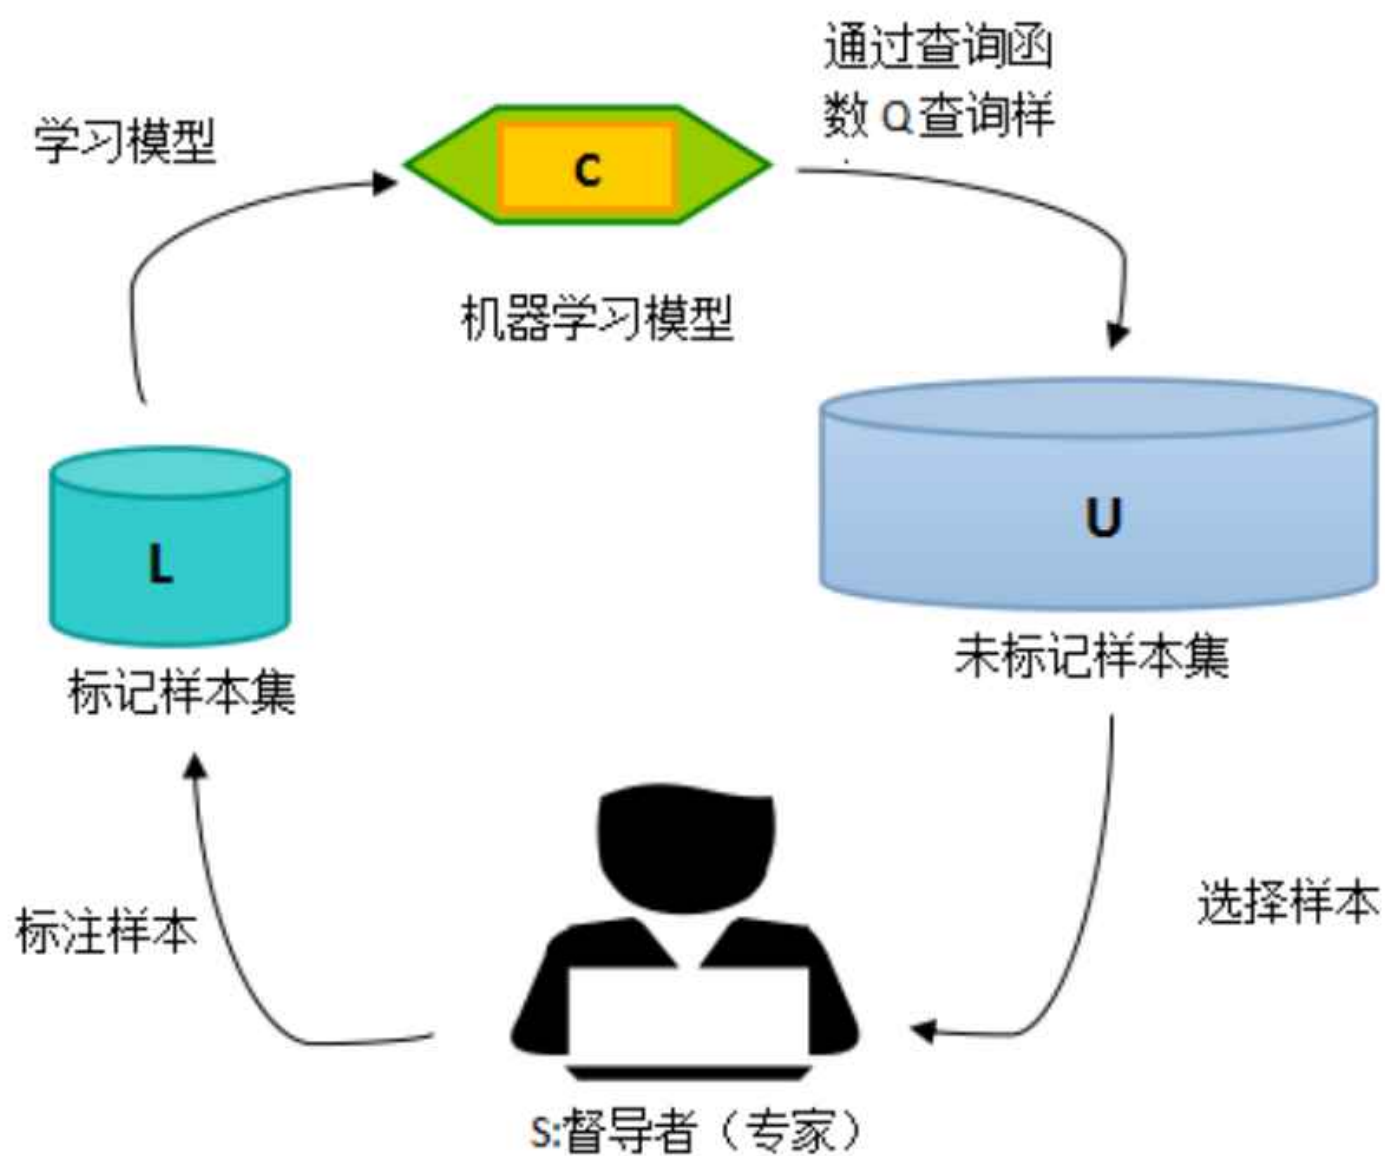 通过查询函
数 Q 查询样
学习模型
C
机器学习模型
L
U
标记样本集
未标记样本集
标注样本
选择样本
S:督导者（专家）